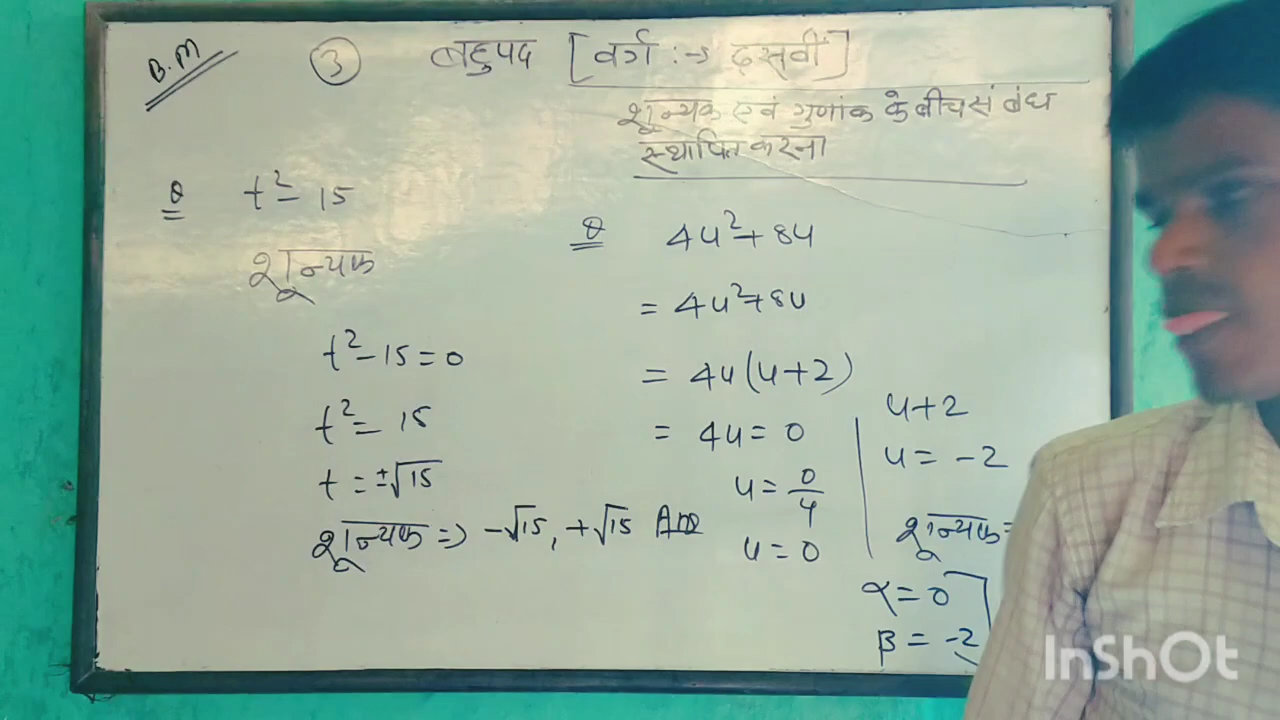 B.M
③ बहुपद [वर्ग :→ दसवीं]
शून्यक एवं गुणांक के बीच संबंध
स्थापित करना
Q t² - 15
शून्यक
t² - 15 = 0
t² = 15
t = ±√15
शून्यक => -√15, +√15 Ans
Q 4u² + 8u
= 4u² + 8u
= 4u(u+2)
= 4u = 0
u = 0/4
u = 0
u+2
u = -2
शून्यक =
α = 0
β = -2
InShOt